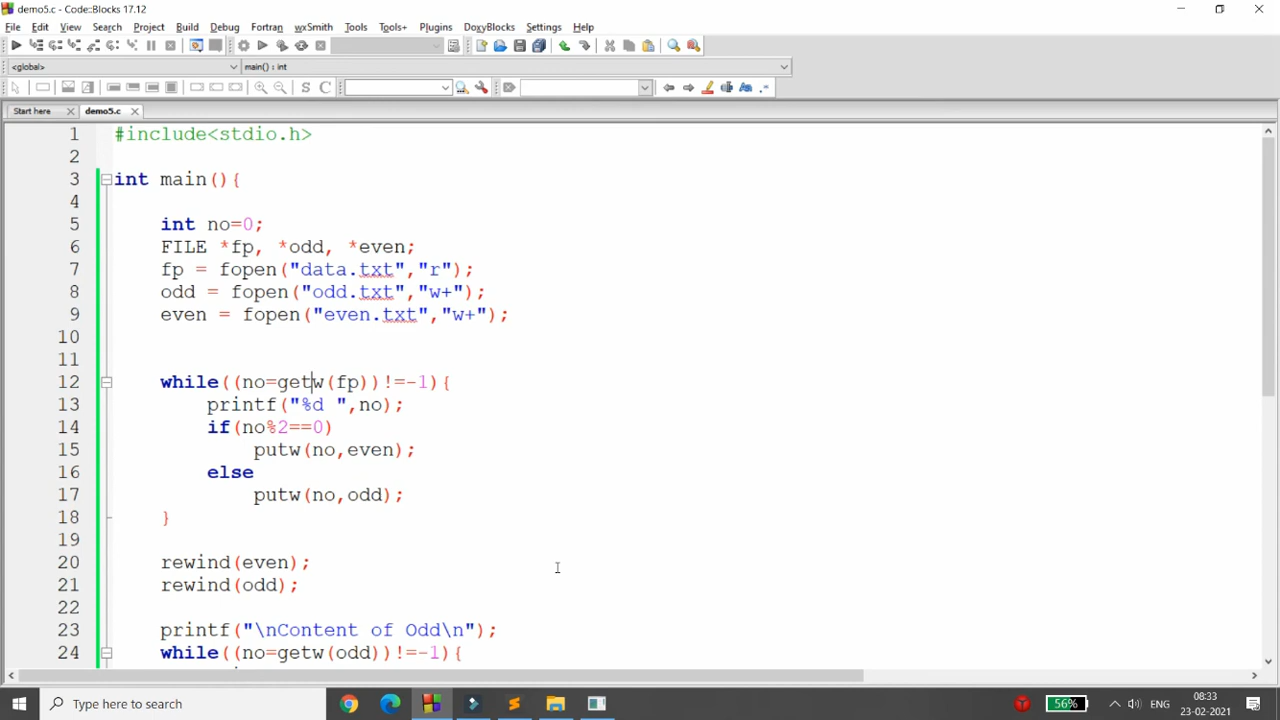 demo5.c - Code::Blocks 17.12
File Edit View Search Project Build Debug Fortran wxSmith Tools Tools+ Plugins DoxyBlocks Settings Help
<global> main() : int
S C
Start here demo5.c
1 #include<stdio.h>
2
3 int main(){
4
5 int no=0;
6 FILE *fp, *odd, *even;
7 fp = fopen("data.txt","r");
8 odd = fopen("odd.txt","w+");
9 even = fopen("even.txt","w+");
10
11
12 while((no=getw(fp))!=-1){
13 printf("%d ",no);
14 if(no%2==0)
15 putw(no,even);
16 else
17 putw(no,odd);
18 }
19
20 rewind(even);
21 rewind(odd);
22
23 printf("\nContent of Odd\n");
24 while((no=getw(odd))!=-1){
Type here to search 56% ENG 08:33
23-02-2021